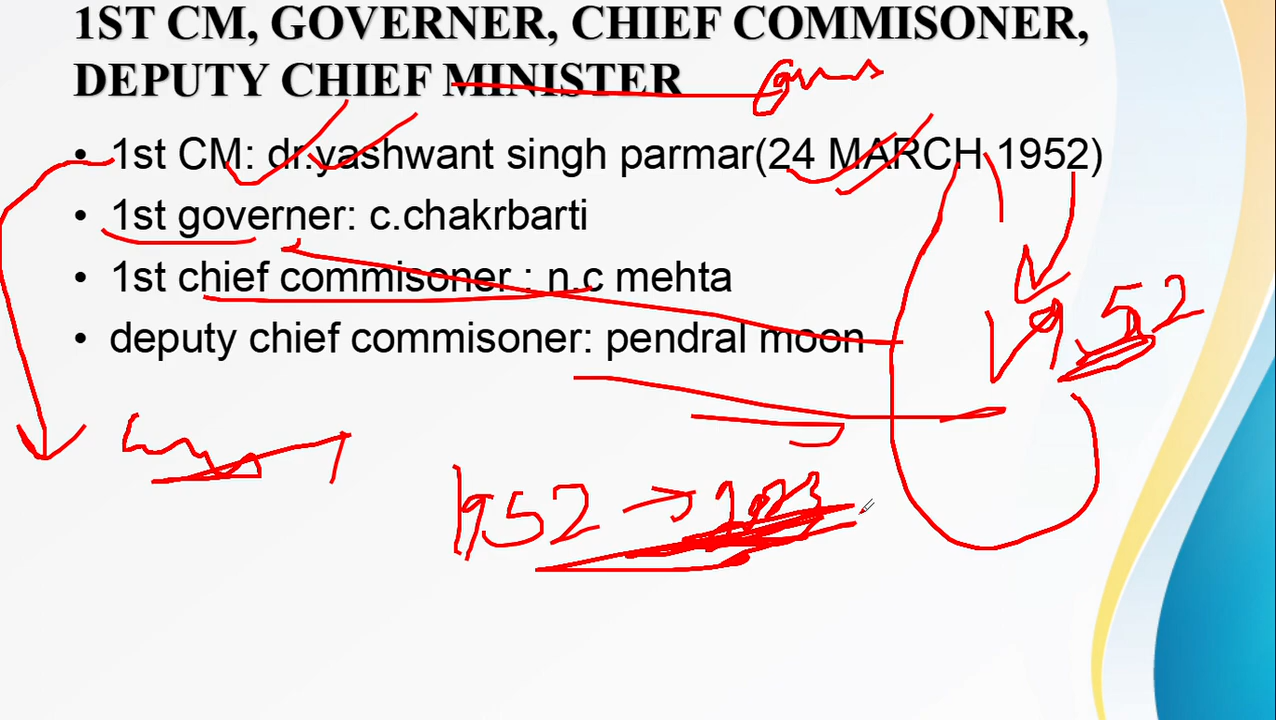 1ST CM, GOVERNER, CHIEF COMMISONER,
DEPUTY CHIEF MINISTER
• 1st CM: dr.yashwant singh parmar(24 MARCH 1952)
• 1st governer: c.chakrbarti
• 1st chief commisoner : n.c mehta
1952
• deputy chief commisoner: pendral moon
1952 → 2023